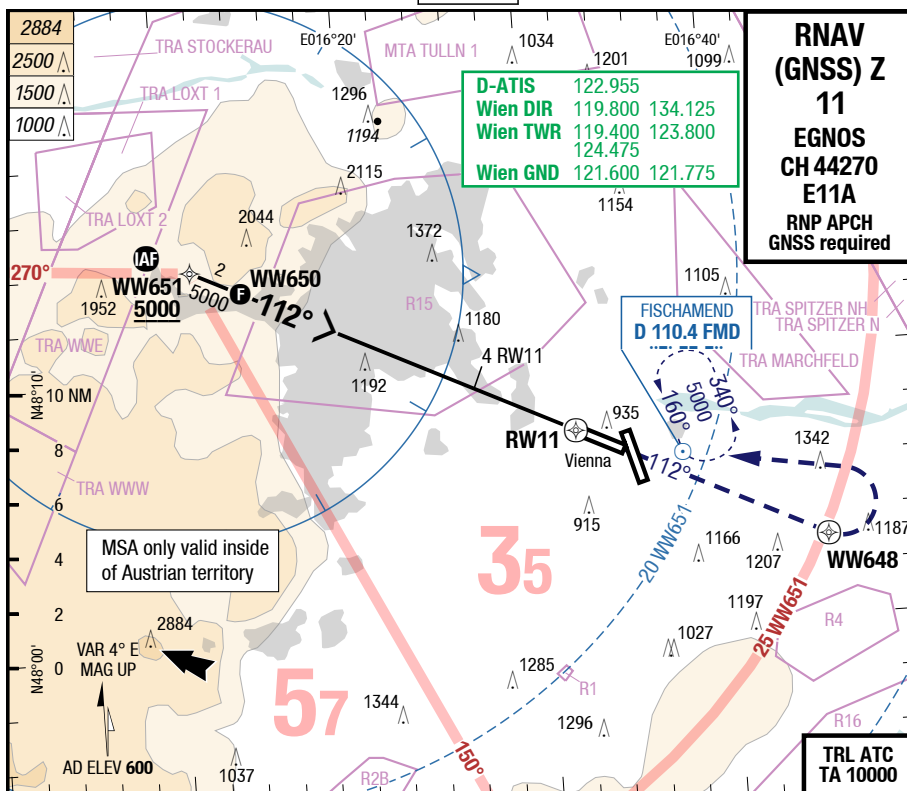 2884
2500
1500
1000
TRA STOCKERAU
E016°20'
MTA TULLN 1
1034
1201
E016°40'
1099
RNAV
(GNSS) Z
11
EGNOS
CH 44270
E11A
RNP APCH
GNSS required
D-ATIS 122.955
Wien DIR 119.800 134.125
Wien TWR 119.400 123.800
124.475
Wien GND 121.600 121.775
TRA LOXT 1
1296
1194
2115
1154
TRA LOXT 2
2044
1372
270°
IAF
WW651
5000
2
5000
F
WW650
112°
1952
R15
1180
1105
TRA SPITZER NH
TRA SPITZER N
FISCHAMEND
D 110.4 FMD
TRA WWE
1192
4 RW11
TRA MARCHFELD
N48°10'
10 NM
160°
5000
340°
935
RW11
Vienna
112°
1342
8
TRA WWW
6
915
1187
WW648
MSA only valid inside
of Austrian territory
4
35
20 WW651
1166
1207
2
2884
1197
R4
VAR 4° E
MAG UP
N48°00'
0
1027
25 WW651
1285
R1
57
1344
1296
R16
150°
AD ELEV 600
1037
R2B
TRL ATC
TA 10000